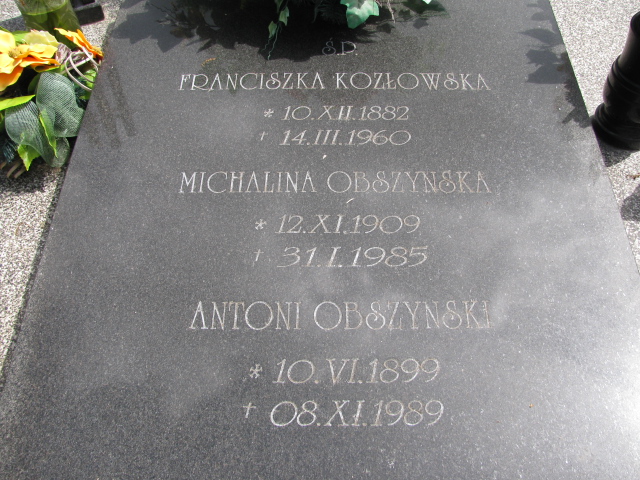 Ś.P.
FRANCISZKA KOZŁOWSKA
* 10.XII.1882
† 14.III.1960
MICHALINA OBSZYŃSKA
* 12.XI.1909
† 31.I.1985
ANTONI OBSZYŃSKI
* 10.VI.1899
† 08.XI.1989